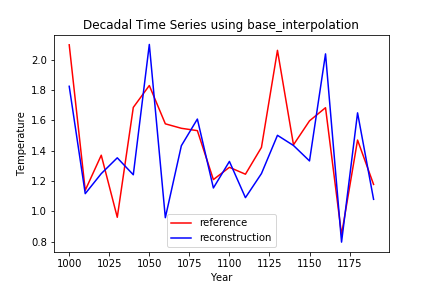 Decadal Time Series using base_interpolation
Temperature
2.0
1.8
1.6
1.4
1.2
1.0
0.8
reference
reconstruction
1000 1025 1050 1075 1100 1125 1150 1175
Year